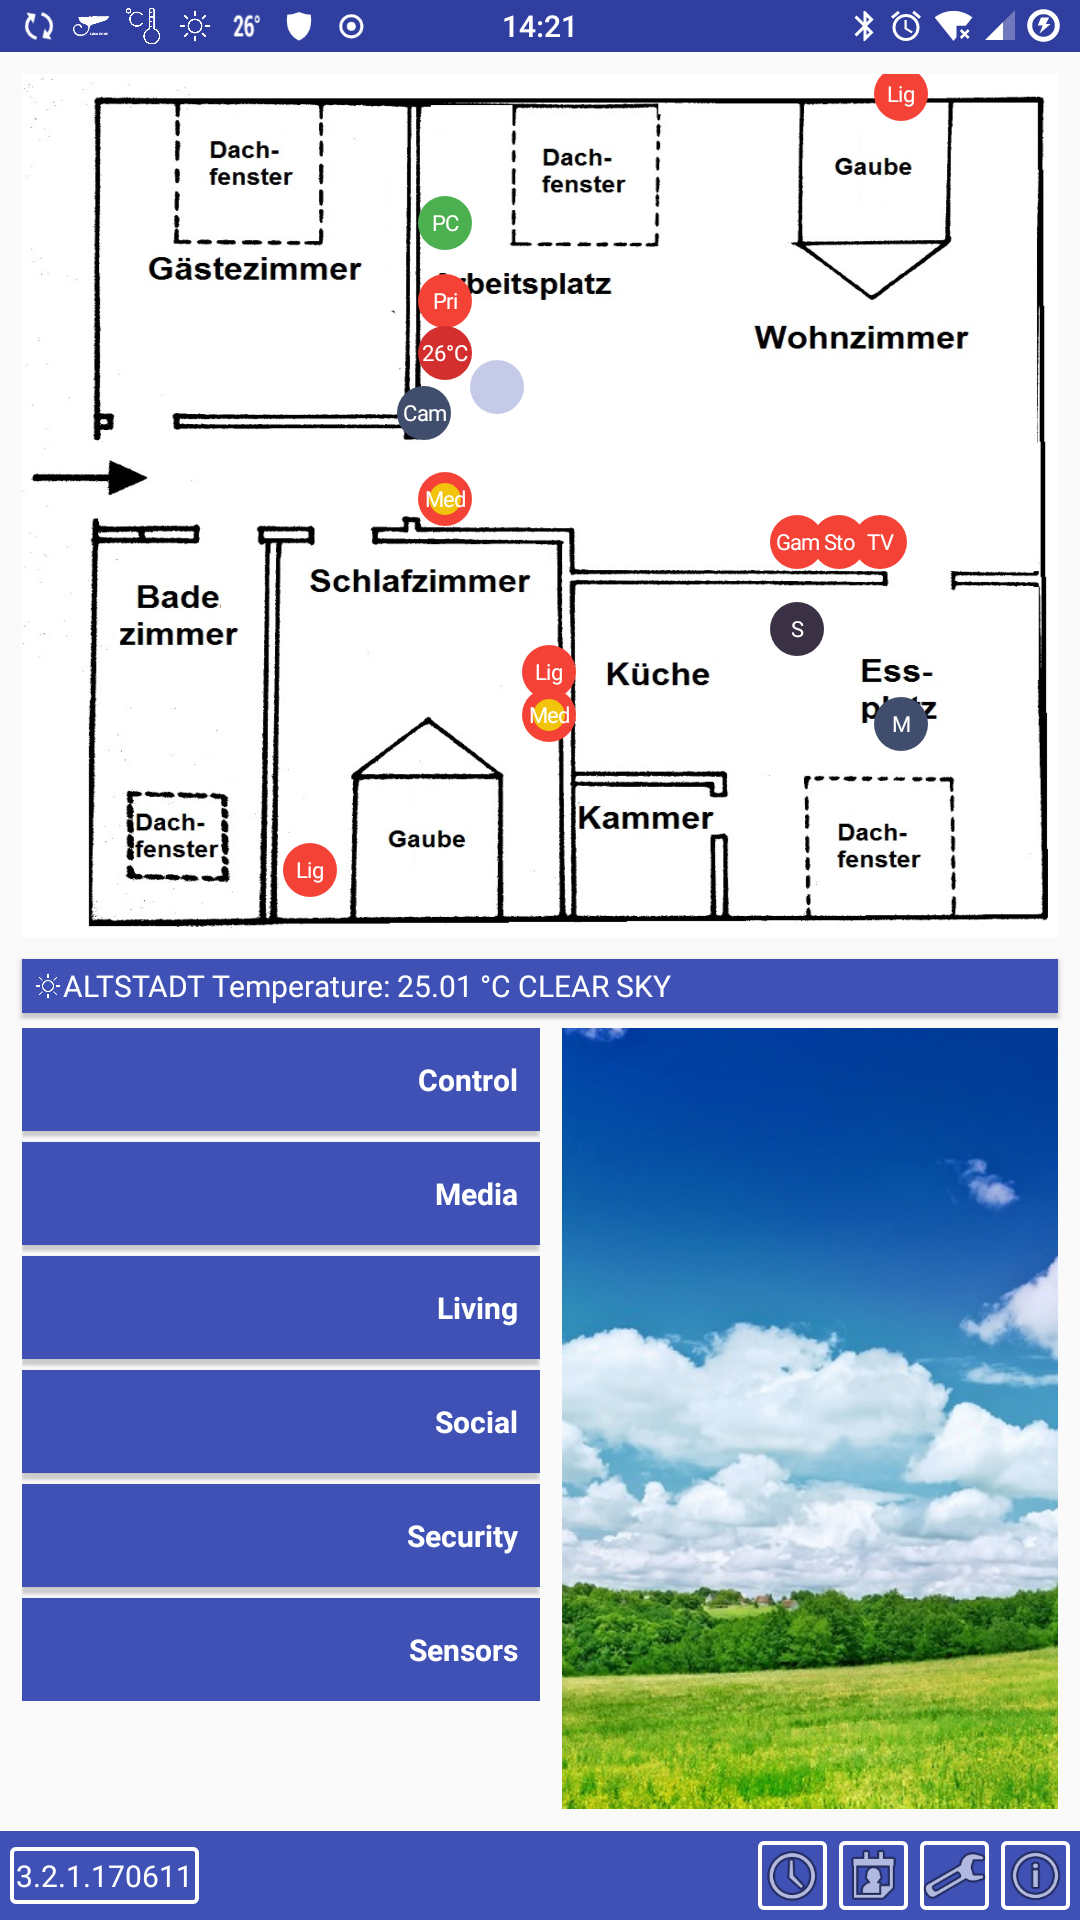 26° 14:21
Lig
Dach-
fenster
Dach-
fenster
Gaube
PC
Gästezimmer
beitsplatz
Pri
Wohnzimmer
26°C
Cam
Med
Gam Sto TV
Schlafzimmer
Bade
zimmer
S
Lig
Küche
Ess-
M
Med
Dach-
fenster
Kammer
Gaube
Dach-
fenster
Lig
ALTSTADT Temperature: 25.01 °C CLEAR SKY
Control
Media
Living
Social
Security
Sensors
3.2.1.170611